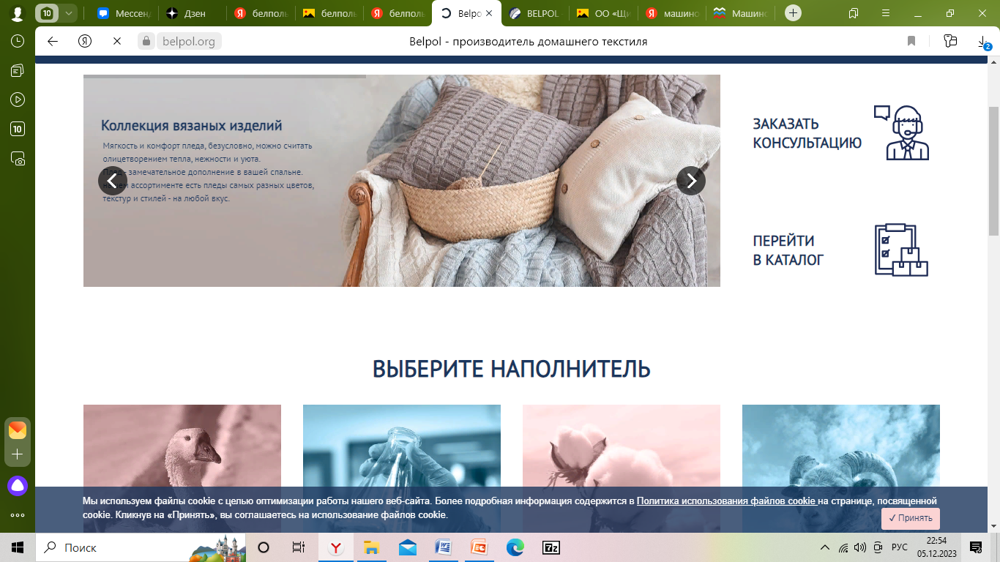 10
Мессенд
Дзен
белполь
белполь
белполь
Belpo
BELPOL
ОО «Щи
машино
Машино
belpol.org
Belpol - производитель домашнего текстиля
2
10
Коллекция вязаных изделий
Мягкость и комфорт пледа, безусловно, можно считать
олицетворением тепла, нежности и уюта.
- замечательное дополнение в вашей спальне.
ассортименте есть пледы самых разных цветов,
текстур и стилей - на любой вкус.
ЗАКАЗАТЬ
КОНСУЛЬТАЦИЮ
ПЕРЕЙТИ
В КАТАЛОГ
ВЫБЕРИТЕ НАПОЛНИТЕЛЬ
Мы используем файлы cookie с целью оптимизации работы нашего веб-сайта. Более подробная информация содержится в Политика использования файлов cookie на странице, посвященной
cookie. Кликнув на «Принять», вы соглашаетесь на использование файлов cookie.
✓ Принять
Поиск
7z
РУС
22:54
05.12.2023